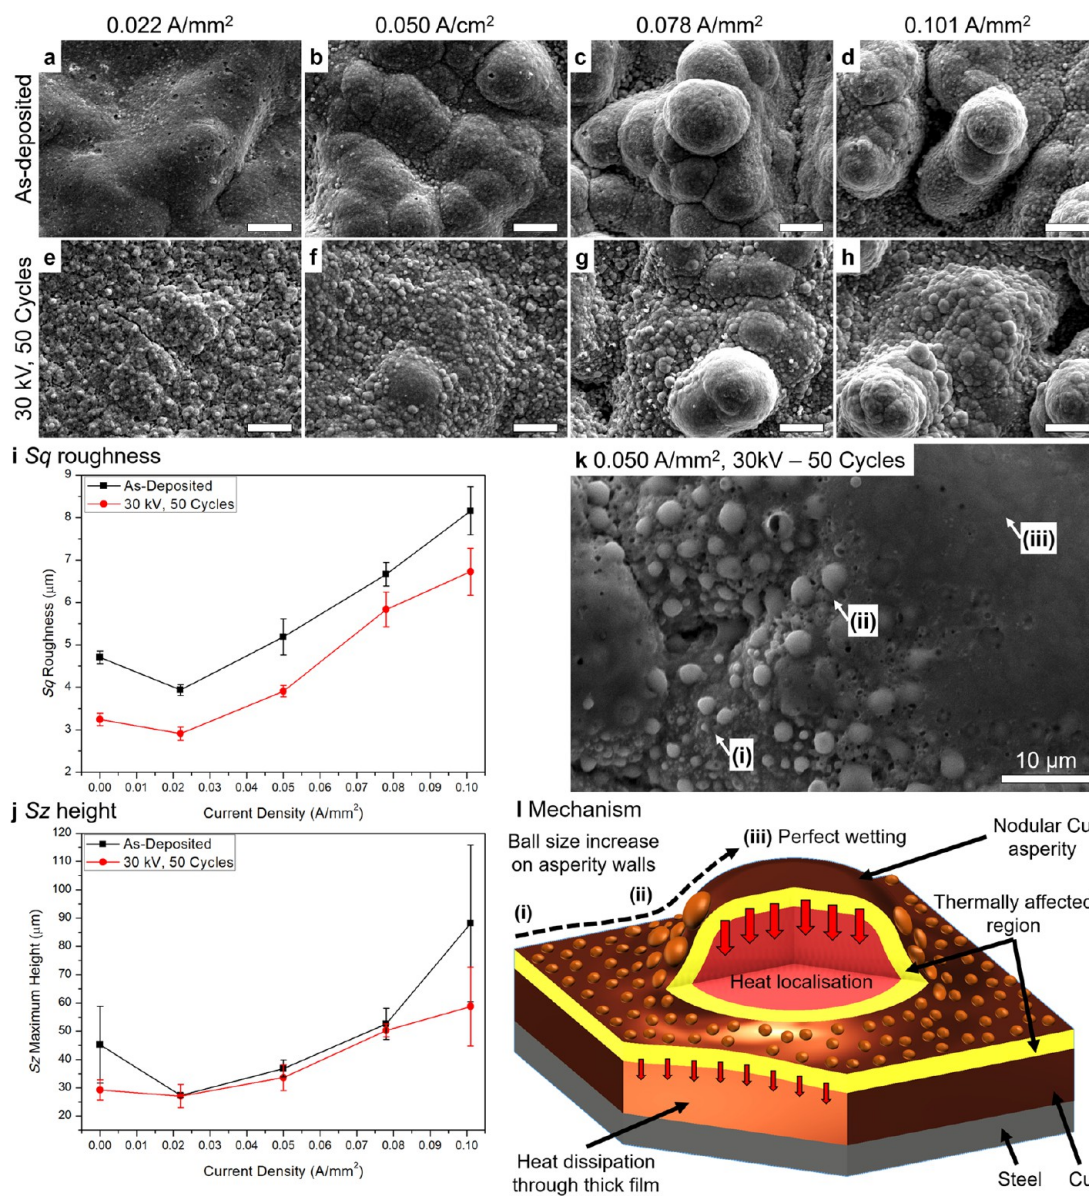 0.022 A/mm²
0.050 A/cm²
0.078 A/mm²
0.101 A/mm²
As-deposited
a
b
c
d
30 kV, 50 Cycles
e
f
g
h
i Sq roughness
As-Deposited
30 kV, 50 Cycles
Sq Roughness (μm)
9
8
7
6
5
4
3
2
0.00 0.01 0.02 0.03 0.04 0.05 0.06 0.07 0.08 0.09 0.10
Current Density (A/mm²)
j Sz height
As-Deposited
30 kV, 50 Cycles
Sz Maximum Height (μm)
120
110
100
90
80
70
60
50
40
30
20
0.00 0.01 0.02 0.03 0.04 0.05 0.06 0.07 0.08 0.09 0.10
Current Density (A/mm²)
k 0.050 A/mm², 30kV – 50 Cycles
(iii)
(ii)
(i)
10 μm
l Mechanism
Ball size increase
on asperity walls
(iii) Perfect wetting
Nodular Cu
asperity
(ii)
(i)
Thermally affected
region
Heat localisation
Heat dissipation
through thick film
Steel
Cu